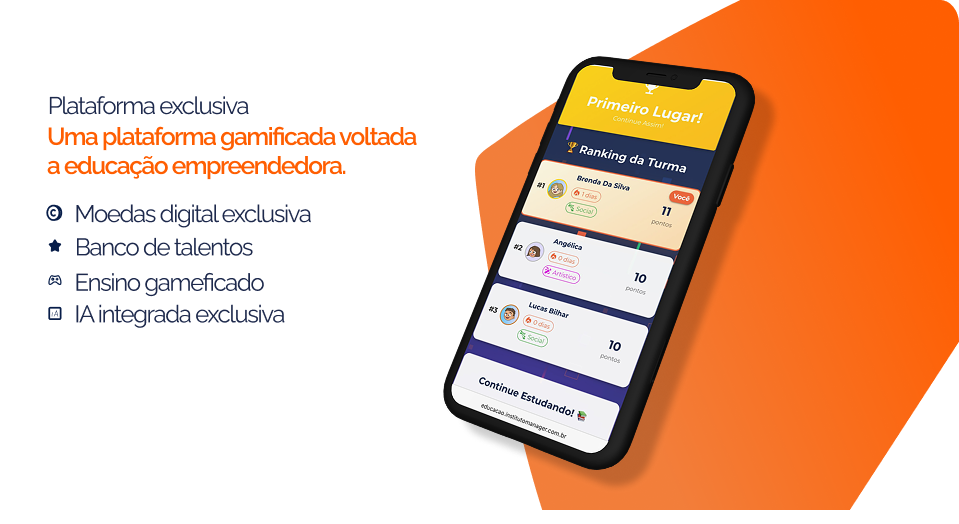 Plataforma exclusiva
Uma plataforma gamificada voltada
a educação empreendedora.
Moedas digital exclusiva
Banco de talentos
Ensino gameficado
IA integrada exclusiva
Primeiro Lugar!
Continue Assim!
Ranking da Turma
#1
Brenda Da Silva
Você
1 dias
Social
11
pontos
#2
Angélica
0 dias
Artístico
10
pontos
#3
Lucas Bilhar
0 dias
Social
10
pontos
Continue Estudando!
educacao.institutomanager.com.br